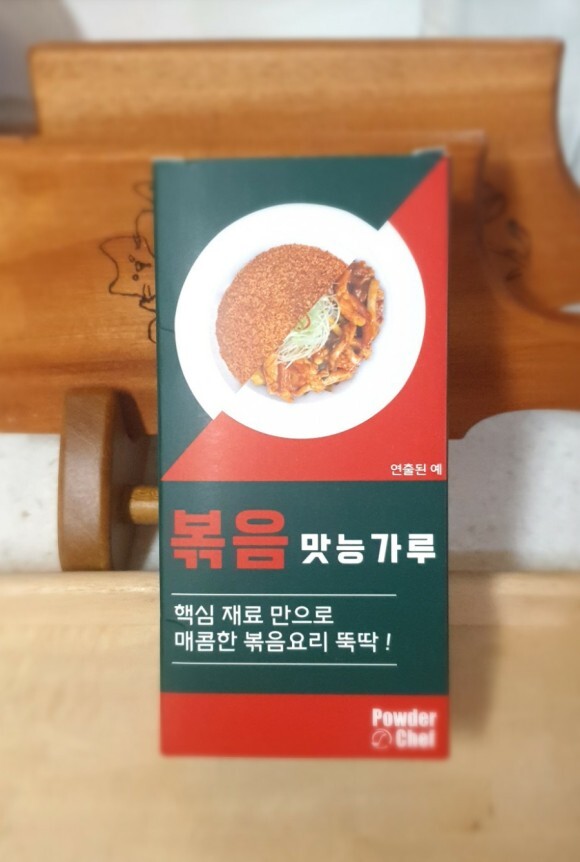 연출된 예
볶음 맛능가루
핵심 재료 만으로
매콤한 볶음요리 뚝딱 !
Powder
Chef